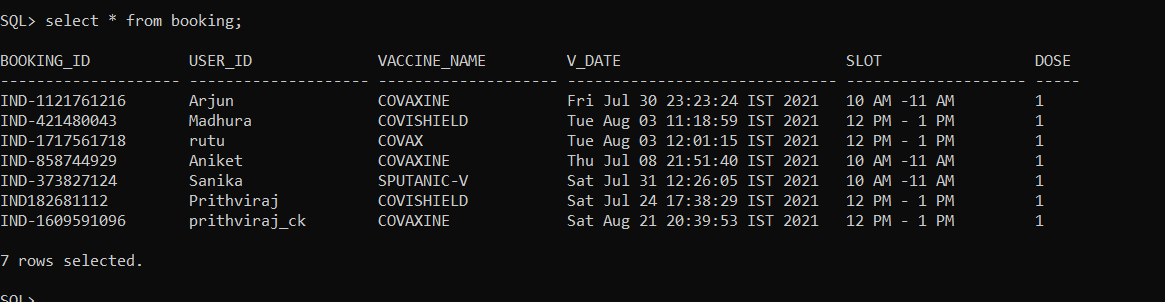 SQL> select * from booking;
BOOKING_ID           USER_ID              VACCINE_NAME         V_DATE                         SLOT                 DOSE
-------------------- -------------------- -------------------- ------------------------------ -------------------- -----
IND-1121761216       Arjun                COVAXINE             Fri Jul 30 23:23:24 IST 2021   10 AM -11 AM         1
IND-421480043        Madhura              COVISHIELD           Tue Aug 03 11:18:59 IST 2021   12 PM - 1 PM         1
IND-1717561718       rutu                 COVAX                Tue Aug 03 12:01:15 IST 2021   12 PM - 1 PM         1
IND-858744929        Aniket               COVAXINE             Thu Jul 08 21:51:40 IST 2021   10 AM -11 AM         1
IND-373827124        Sanika               SPUTANIC-V           Sat Jul 31 12:26:05 IST 2021   10 AM -11 AM         1
IND182681112         Prithviraj           COVISHIELD           Sat Jul 24 17:38:29 IST 2021   12 PM - 1 PM         1
IND-1609591096       prithviraj_ck        COVAXINE             Sat Aug 21 20:39:53 IST 2021   12 PM - 1 PM         1
7 rows selected.
SQL>